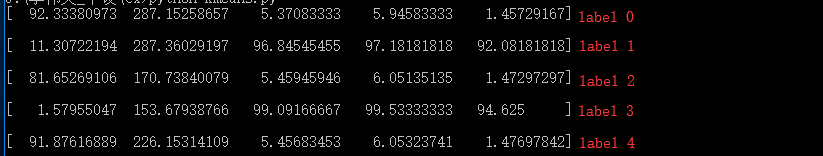 [ 92.33380973 287.15258657 5.37083332 5.94583333 1.45729167] label 0
[ 11.30722194 287.36029197 96.84545455 97.18181818 92.08181818] label 1
[ 81.65269106 170.73840079 5.45945946 6.05135135 1.47297297] label 2
[ 1.57955047 153.67938766 99.09166667 99.53333333 94.625 ] label 3
[ 91.87616889 226.15314109 5.45683453 6.05323741 1.47697842] label 4